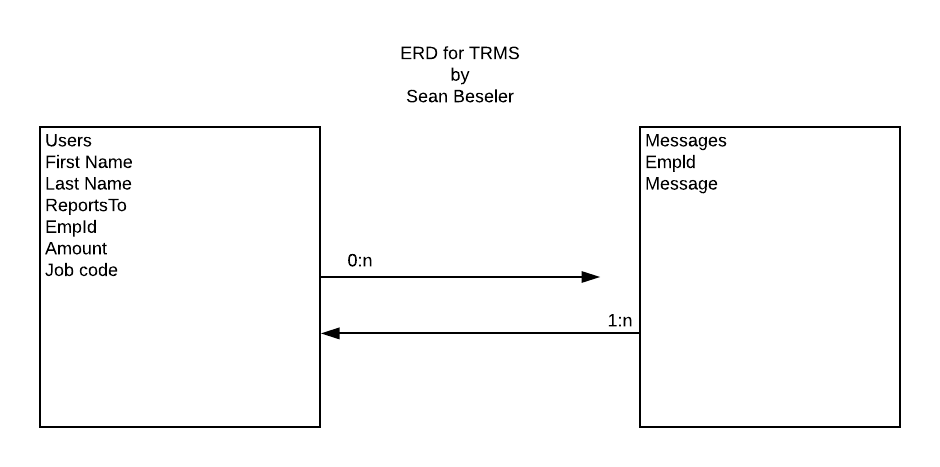 ERD for TRMS
by
Sean Beseler
Users
First Name
Last Name
ReportsTo
EmpId
Amount
Job code
0:n
1:n
Messages
EmpId
Message